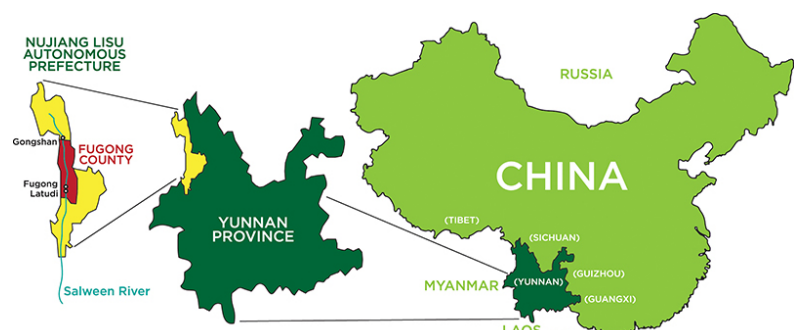 NUJIANG LISU
AUTONOMOUS
PREFECTURE
Gongshan
FUGONG
COUNTY
Fugong
Latudi
Salween River
YUNNAN
PROVINCE
RUSSIA
CHINA
(TIBET)
(SICHUAN)
MYANMAR
(YUNNAN)
(GUIZHOU)
(GUANGXI)
LAOS